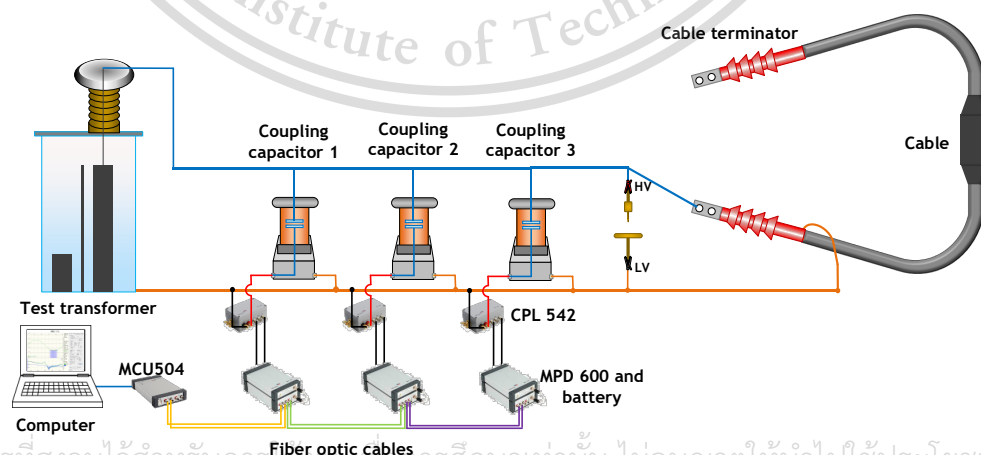 stitute of Techn
Cable terminator
Coupling
capacitor 1
Coupling
capacitor 2
Coupling
capacitor 3
Cable
HV
LV
Test transformer
CPL 542
MCU504
MPD 600 and
battery
Computer
Fiber optic cables